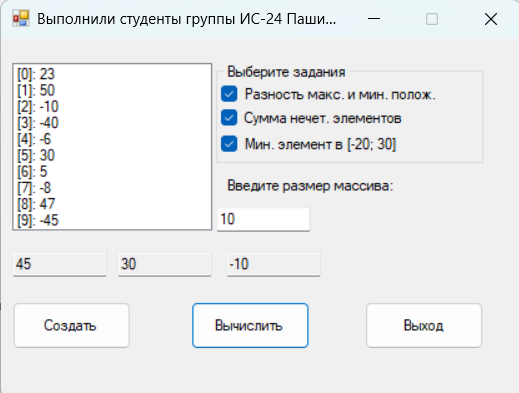 Выполнили студенты группы ИС-24 Паши...
[0]: 23
[1]: 50
[2]: -10
[3]: -40
[4]: -6
[5]: 30
[6]: 5
[7]: -8
[8]: 47
[9]: -45
Выберите задания
Разность макс. и мин. полож.
Сумма нечет. элементов
Мин. элемент в [-20; 30]
Введите размер массива:
10
45
30
-10
Создать
Вычислить
Выход